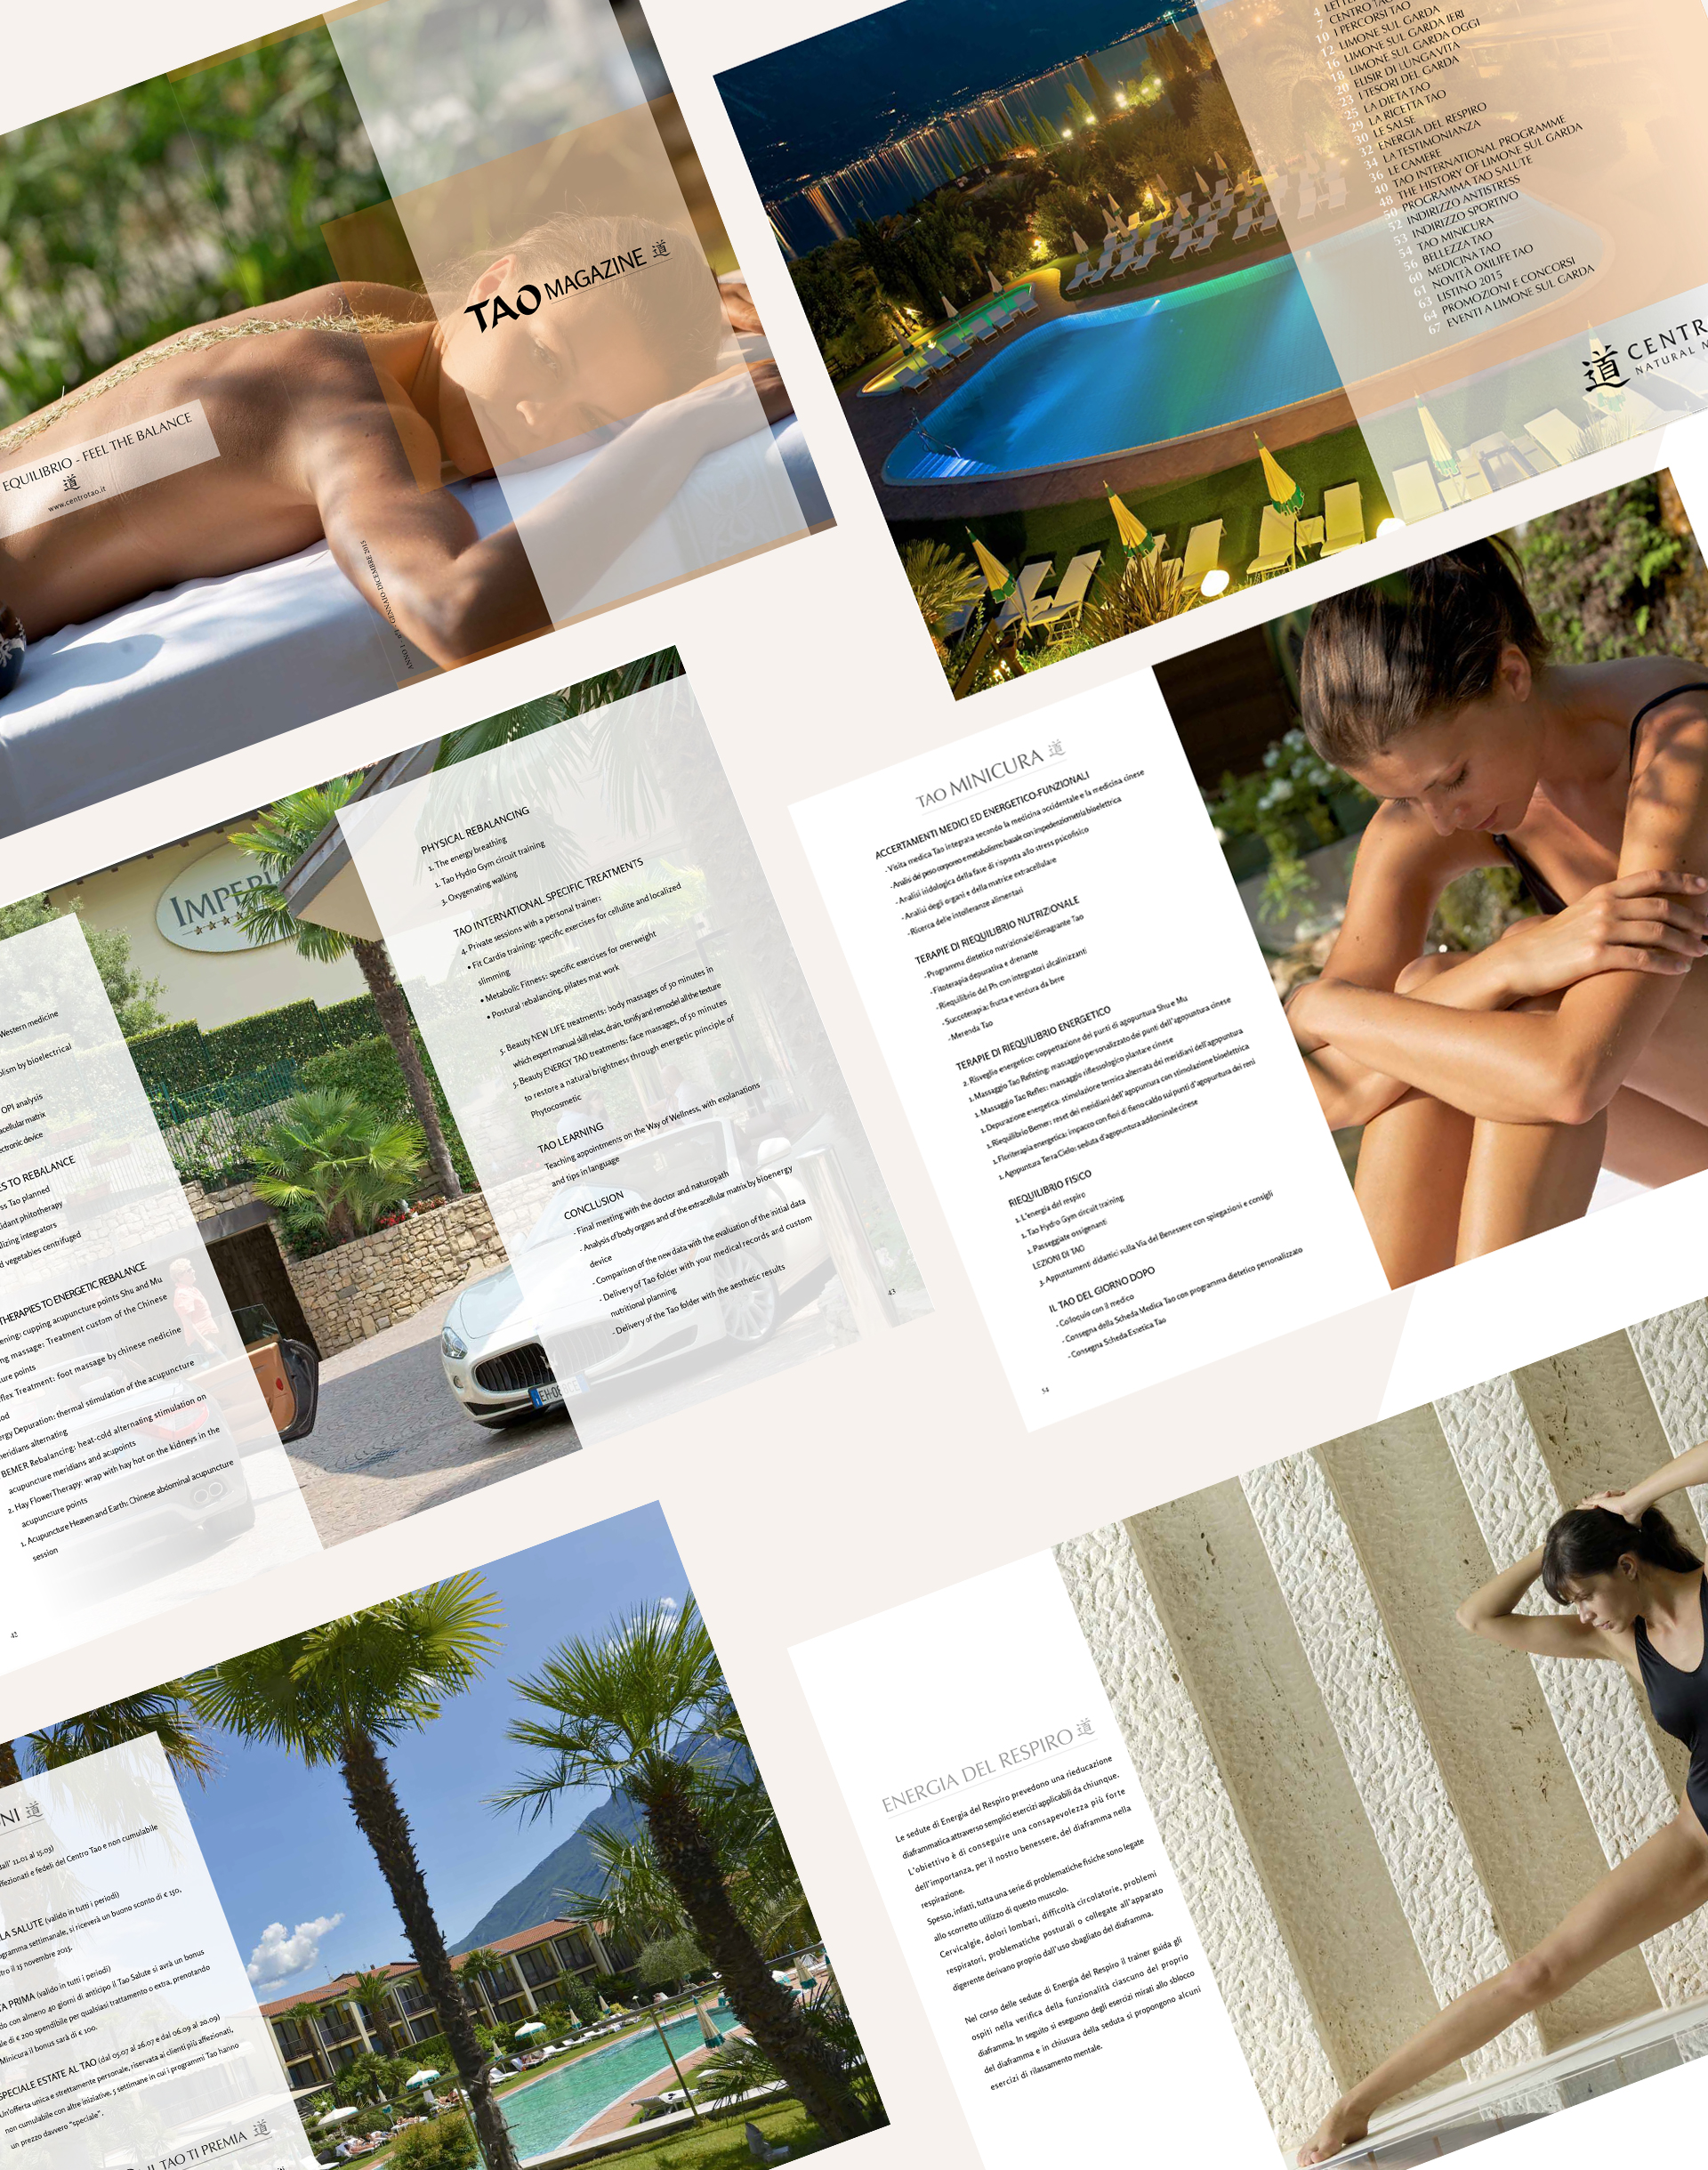 EQUILIBRIO - FEEL THE BALANCE
道
www.centrotao.it
GENNAIO-DICEMBRE 2015
TAO MAGAZINE 道
4
7 CENTRO TAO
10 I PERCORSI TAO
12 LIMONE SUL GARDA
16 LIMONE SUL GARDA IERI
18 LIMONE SUL GARDA OGGI
20 ELISIR DI LUNGAVITA
23 I TESORI DEL GARDA
25 LA DIETA TAO
29 LA RICETTA TAO
30 LE SALSE
32 ENERGIA DEL RESPIRO
34 LA TESTIMONIANZA
36 LE CAMERE
40 TAO INTERNATIONAL PROGRAMME
48 THE HISTORY OF LIMONE SUL GARDA
50 PROGRAMMA TAO SALUTE
52 INDIRIZZO ANTISTRESS
53 INDIRIZZO SPORTIVO
54 TAO MINICURA
56 BELLEZZA TAO
60 MEDICINA TAO
61 NOVITÀ OXILIFE TAO
63 LISTINO 2015
64 PROMOZIONI E CONCORSI
67 EVENTI A LIMONE SUL GARDA
道 CENTR
NATURAL
Western medicine
olism by bioelectrical
OPI analysis
acellular matrix
ectronic device
ES TO REBALANCE
ss Tao planned
idant phitotherapy
lizing integrators
d vegetables centrifuged
THERAPIES TO ENERGETIC REBALANCE
ening: cupping acupuncture points Shu and Mu
ng massage: Treatment custom of the Chinese
ure points
flex Treatment: foot massage by chinese medicine
od
ergy Depuration: thermal stimulation of the acupuncture
meridians alternating
BEMER Rebalancing: heat-cold alternating stimulation on
acupuncture meridians and acupoints
2. Hay FlowerTherapy: wrap with hay hot on the kidneys in the
acupuncture points
1. Acupuncture Heaven and Earth: Chinese abdominal acupuncture
session
42
IMPERI
PHYSICAL REBALANCING
1. The energy breathing
1. Tao Hydro Gym circuit training
3. Oxygenating walking
TAO INTERNATIONAL SPECIFIC TREATMENTS
4. Private sessions with a personal trainer:
• Fit Cardio training: specific exercises for cellulite and localized
slimming
• Metabolic Fitness: specific exercises for overweight
• Postural rebalancing, pilates mat work
5. Beauty NEW LIFE treatments: body massages of 50 minutes in
which expert manual skill relax, drain, tonify and remodel all the texture
5. Beauty ENERGY TAO treatments: face massages, of 50 minutes
to restore a natural brightness through energetic principle of
Phytocosmetic
TAO LEARNING
Teaching appointments on the Way of Wellness, with explanations
and tips in language
CONCLUSION
- Final meeting with the doctor and naturopath
- Analysis of body organs and of the extracellular matrix by bioenergy
device
- Comparison of the new data with the evaluation of the initial data
- Delivery of Tao folder with your medical records and custom
nutritional planning
- Delivery of the Tao folder with the aesthetic results
43
TAO MINICURA 道
ACCERTAMENTI MEDICI ED ENERGETICO-FUNZIONALI
- Visita medica Tao integrata secondo la medicina occidentale e la medicina cinese
- Analisi del peso corporeo e metabolismo basale con impedenziometria bioelettrica
- Analisi iridologica della fase di risposta allo stress psicofisico
- Analisi degli organi e della matrice extracellulare
- Ricerca delle intolleranze alimentari
TERAPIE DI RIEQUILIBRIO NUTRIZIONALE
- Programma dietetico nutrizionale/dimagrante Tao
- Fitoterapia depurativa e drenante
- Riequilibrio del Ph con integratori alcalinizzanti
- Succoterapia: frutta e verdura da bere
- Merenda Tao
TERAPIE DI RIEQUILIBRIO ENERGETICO
2. Risveglio energetico: coppettazione dei punti di agopuntura Shu e Mu
1. Massaggio Tao Refitting: massaggio personalizzato dei punti dell'agopuntura cinese
1. Massaggio Tao Reflex: massaggio riflessologico plantare cinese
1. Depurazione energetica: stimolazione termica alternata dei meridiani dell'agopuntura
1. Riequilibrio Bemer: reset dei meridiani dell'agopuntura con stimolazione bioelettrica
1. Floriterapia energetica: impacco con fiori di fieno caldo sui punti d'agopuntura dei reni
1. Agopuntura Terra Cielo: seduta d'agopuntura addominale cinese
RIEQUILIBRIO FISICO
1. L'energia del respiro
1. Tao Hydro Gym circuit training
1. Passeggiate ossigenanti
LEZIONI DI TAO
3. Appuntamenti didattici sulla Via del Benessere con spiegazioni e consigli
IL TAO DEL GIORNO DOPO
- Colloquio con il medico
- Consegna della Scheda Medica Tao con programma dietetico personalizzato
- Consegna Scheda Estetica Tao
54
NI 道
dall' 11.01 al 15.03)
ffezionati e fedeli del Centro Tao e non cumulabile
LA SALUTE (valido in tutti i periodi)
ogramma settimanale, si riceverà un buono sconto di € 150,
tro il 15 novembre 2015.
TA PRIMA (valido in tutti i periodi)
do con almeno 40 giorni di anticipo il Tao Salute si avrà un bonus
le di € 200 spendibile per qualsiasi trattamento o extra, prenotando
Minicura il bonus sarà di € 100.
SPECIALE ESTATE AL TAO (dal 05.07 al 26.07 e dal 06.09 al 20.09)
Un'offerta unica e strettamente personale, riservata ai clienti più affezionati,
non cumulabile con altre iniziative. 5 settimane in cui i programmi Tao hanno
un prezzo davvero "speciale".
IL TAO TI PREMIA 道
ENERGIA DEL RESPIRO 道
Le sedute di Energia del Respiro prevedono una rieducazione
diaframmatica attraverso semplici esercizi applicabili da chiunque.
L'obiettivo è di conseguire una consapevolezza più forte
dell'importanza, per il nostro benessere, del diaframma nella
respirazione.
Spesso, infatti, tutta una serie di problematiche fisiche sono legate
allo scorretto utilizzo di questo muscolo.
Cervicalgie, dolori lombari, difficoltà circolatorie, problemi
respiratori, problematiche posturali o collegate all'apparato
digerente derivano proprio dall'uso sbagliato del diaframma.
Nel corso delle sedute di Energia del Respiro il trainer guida gli
ospiti nella verifica della funzionalità ciascuno del proprio
diaframma. In seguito si eseguono degli esercizi mirati allo sblocco
del diaframma e in chiusura della seduta si propongono alcuni
esercizi di rilassamento mentale.